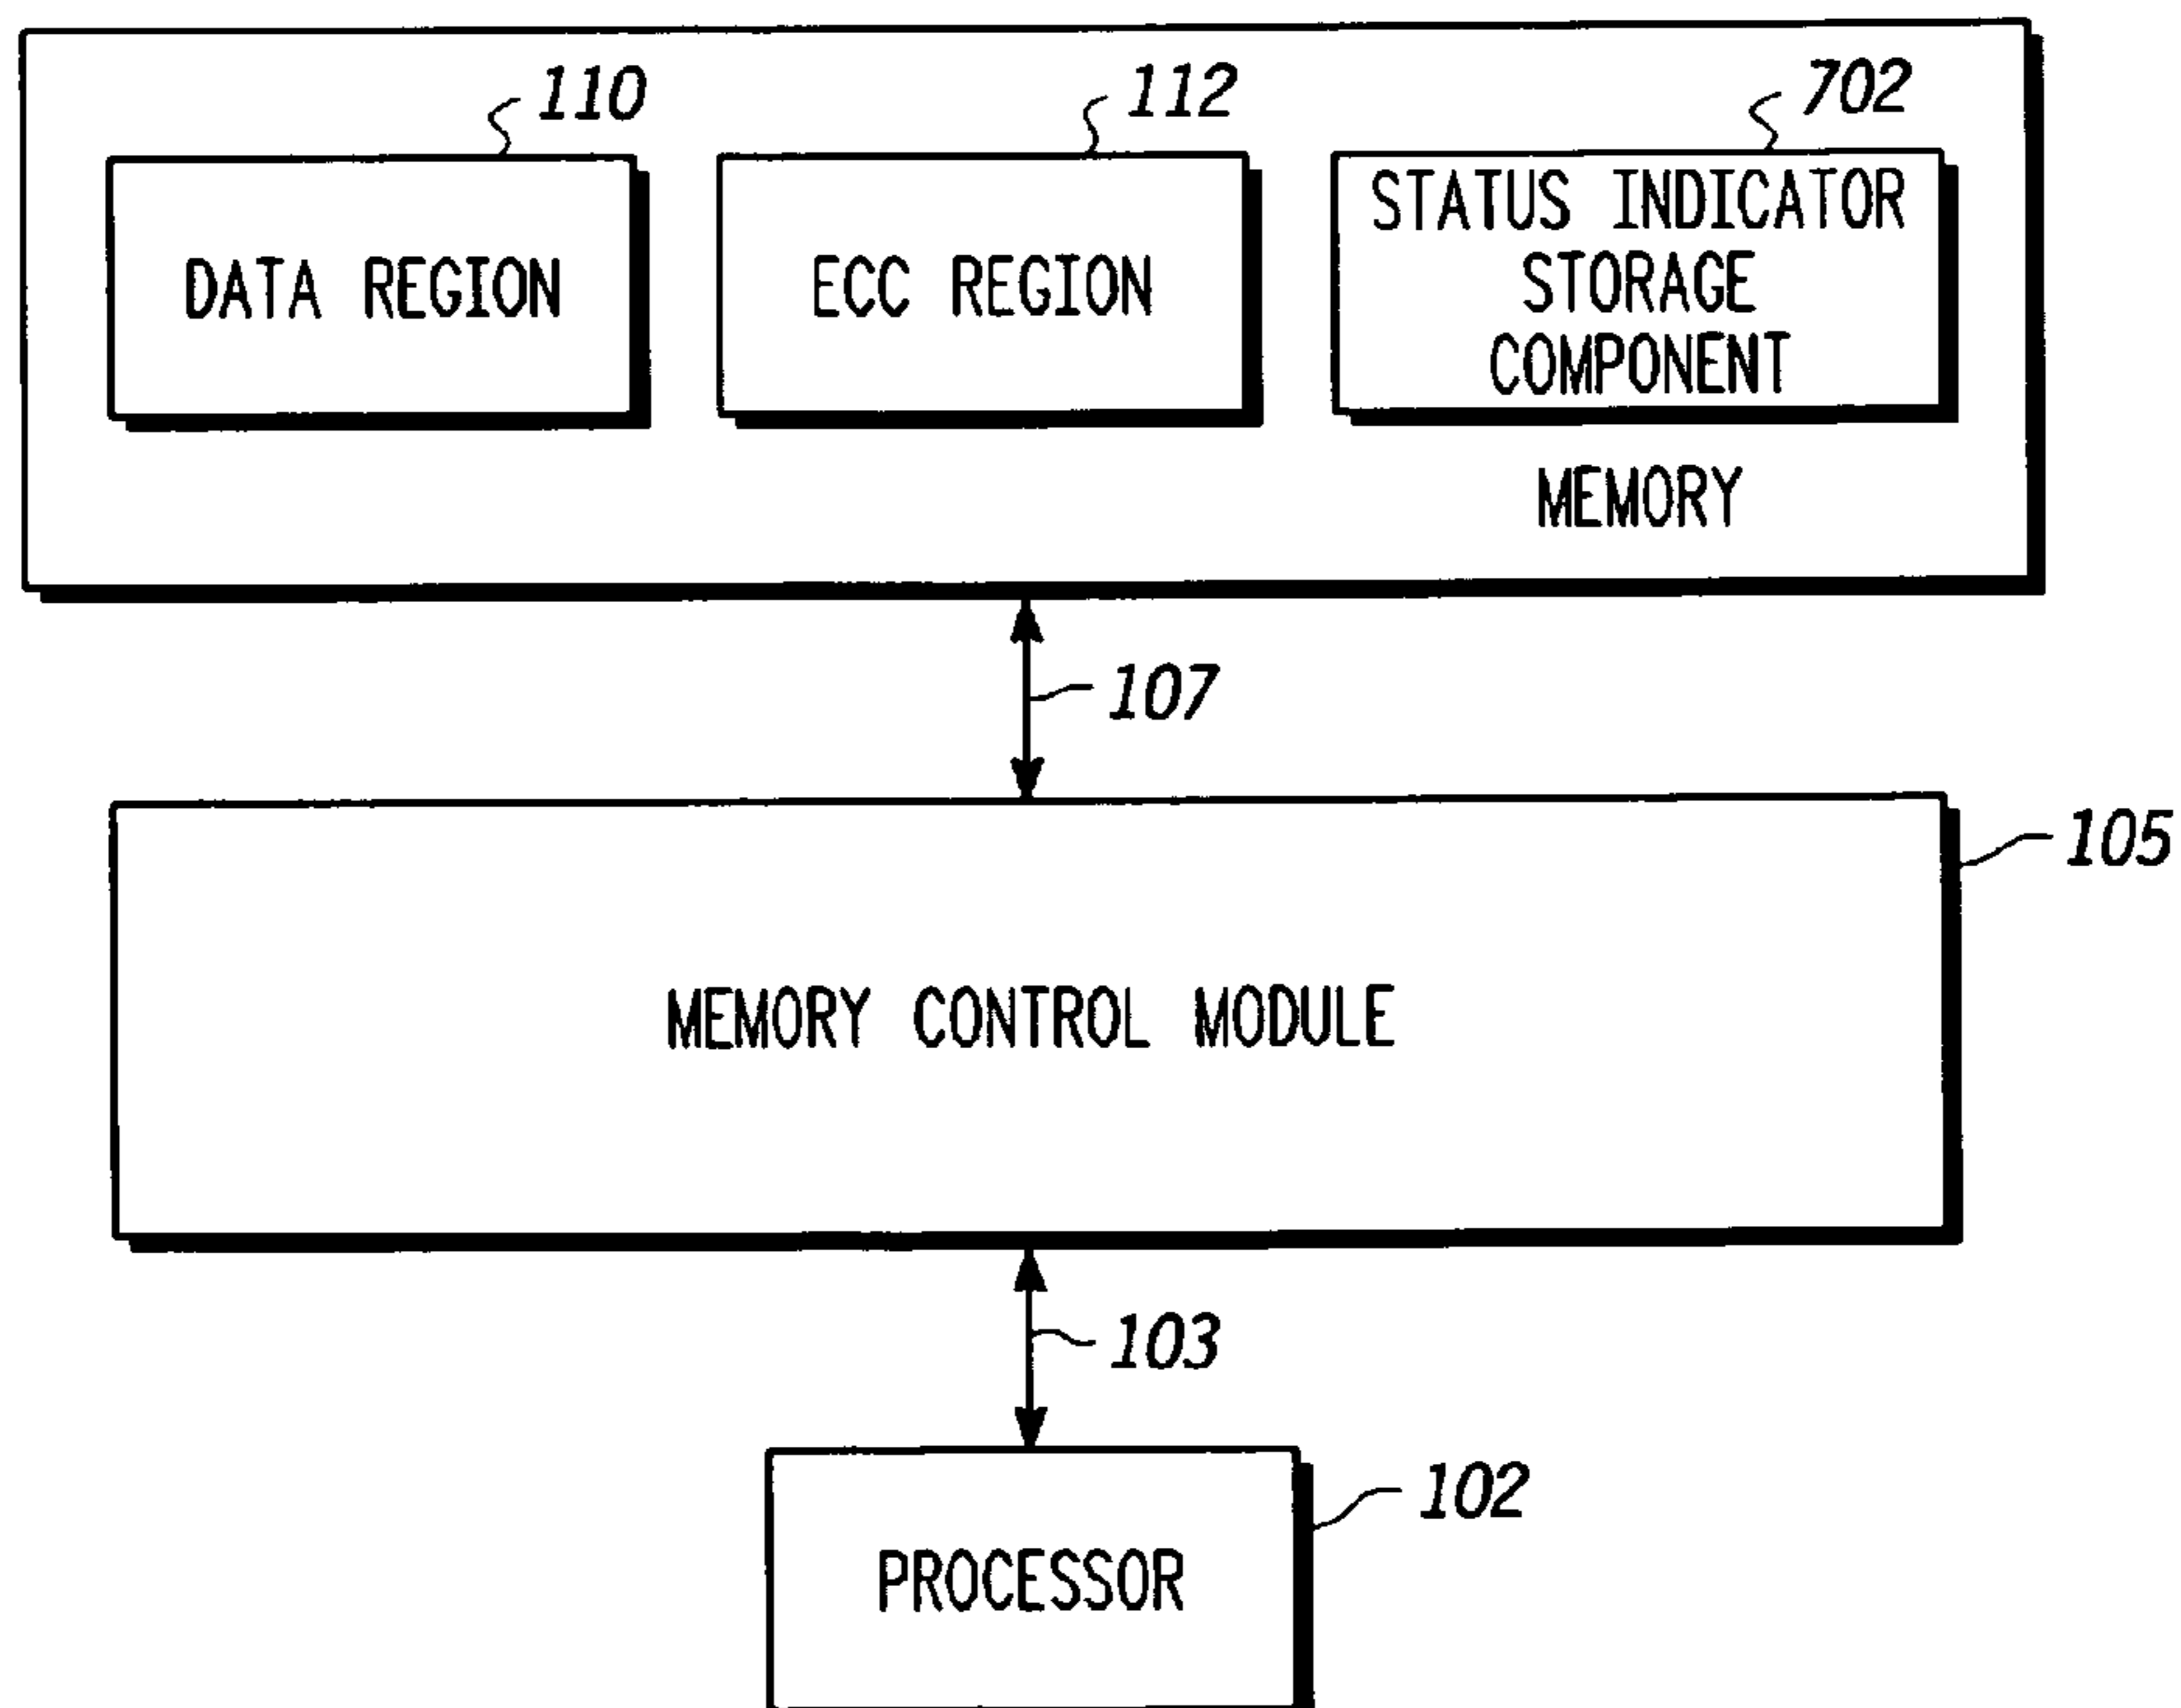 110
112
702
DATA REGION
ECC REGION
STATUS INDICATOR
STORAGE
COMPONENT
MEMORY
107
105
MEMORY CONTROL MODULE
103
102
PROCESSOR